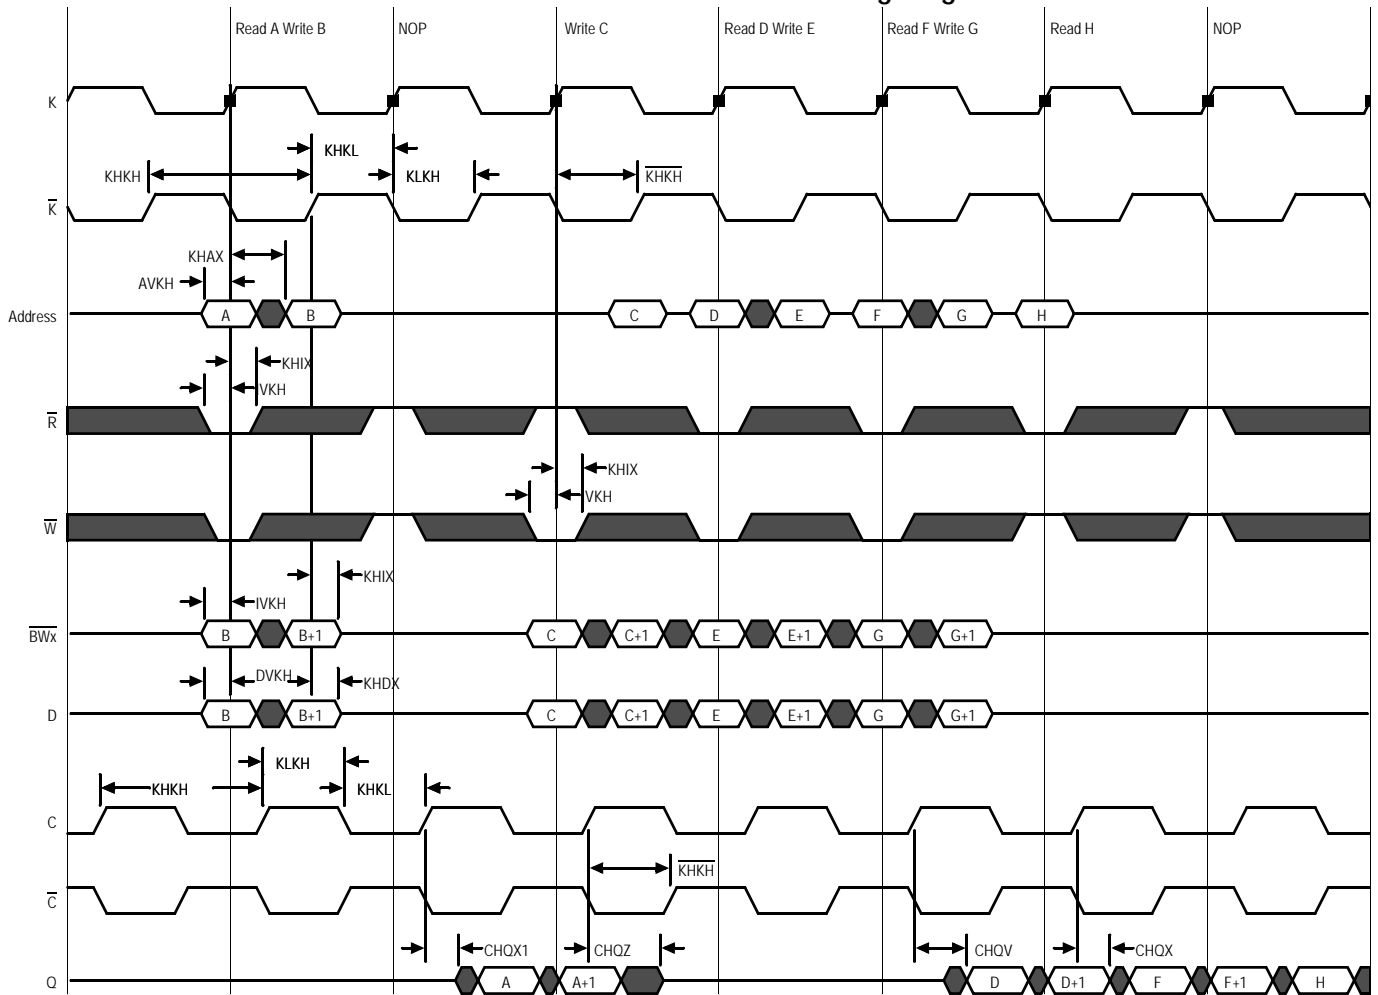 Read A Write B NOP Write C Read D Write E Read F Write G Read H NOP
K
KHKL
KHKH KLKH KHKH
K
KHAX
AVKH
Address A B C D E F G H
KHIX
IVKH
R
KHIX
VKH
W
KHIX
IVKH
BWx B B+1 C C+1 E E+1 G G+1
DVKH KHDX
D B B+1 C C+1 E E+1 G G+1
KLKH
KHKH KHKL
C
KHKH
C
CHQX1 CHQZ CHQV CHQX
Q A A+1 D D+1 F F+1 H